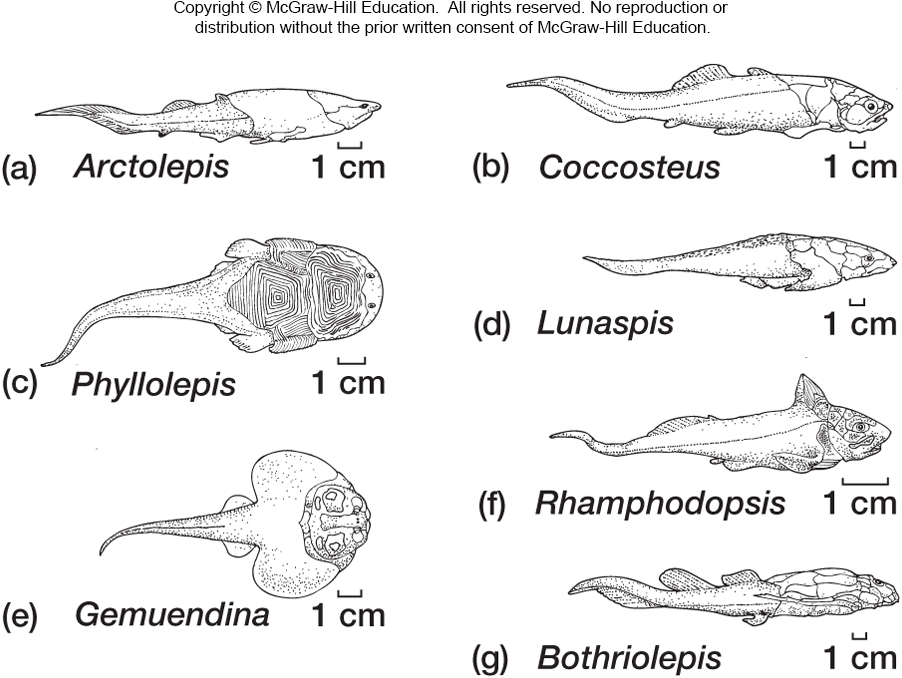 Copyright © McGraw-Hill Education. All rights reserved. No reproduction or
distribution without the prior written consent of McGraw-Hill Education.
(a) Arctolepis 1 cm
(b) Coccosteus 1 cm
(c) Phyllolepis 1 cm
(d) Lunaspis 1 cm
(e) Gemuendina 1 cm
(f) Rhamphodopsis 1 cm
(g) Bothriolepis 1 cm